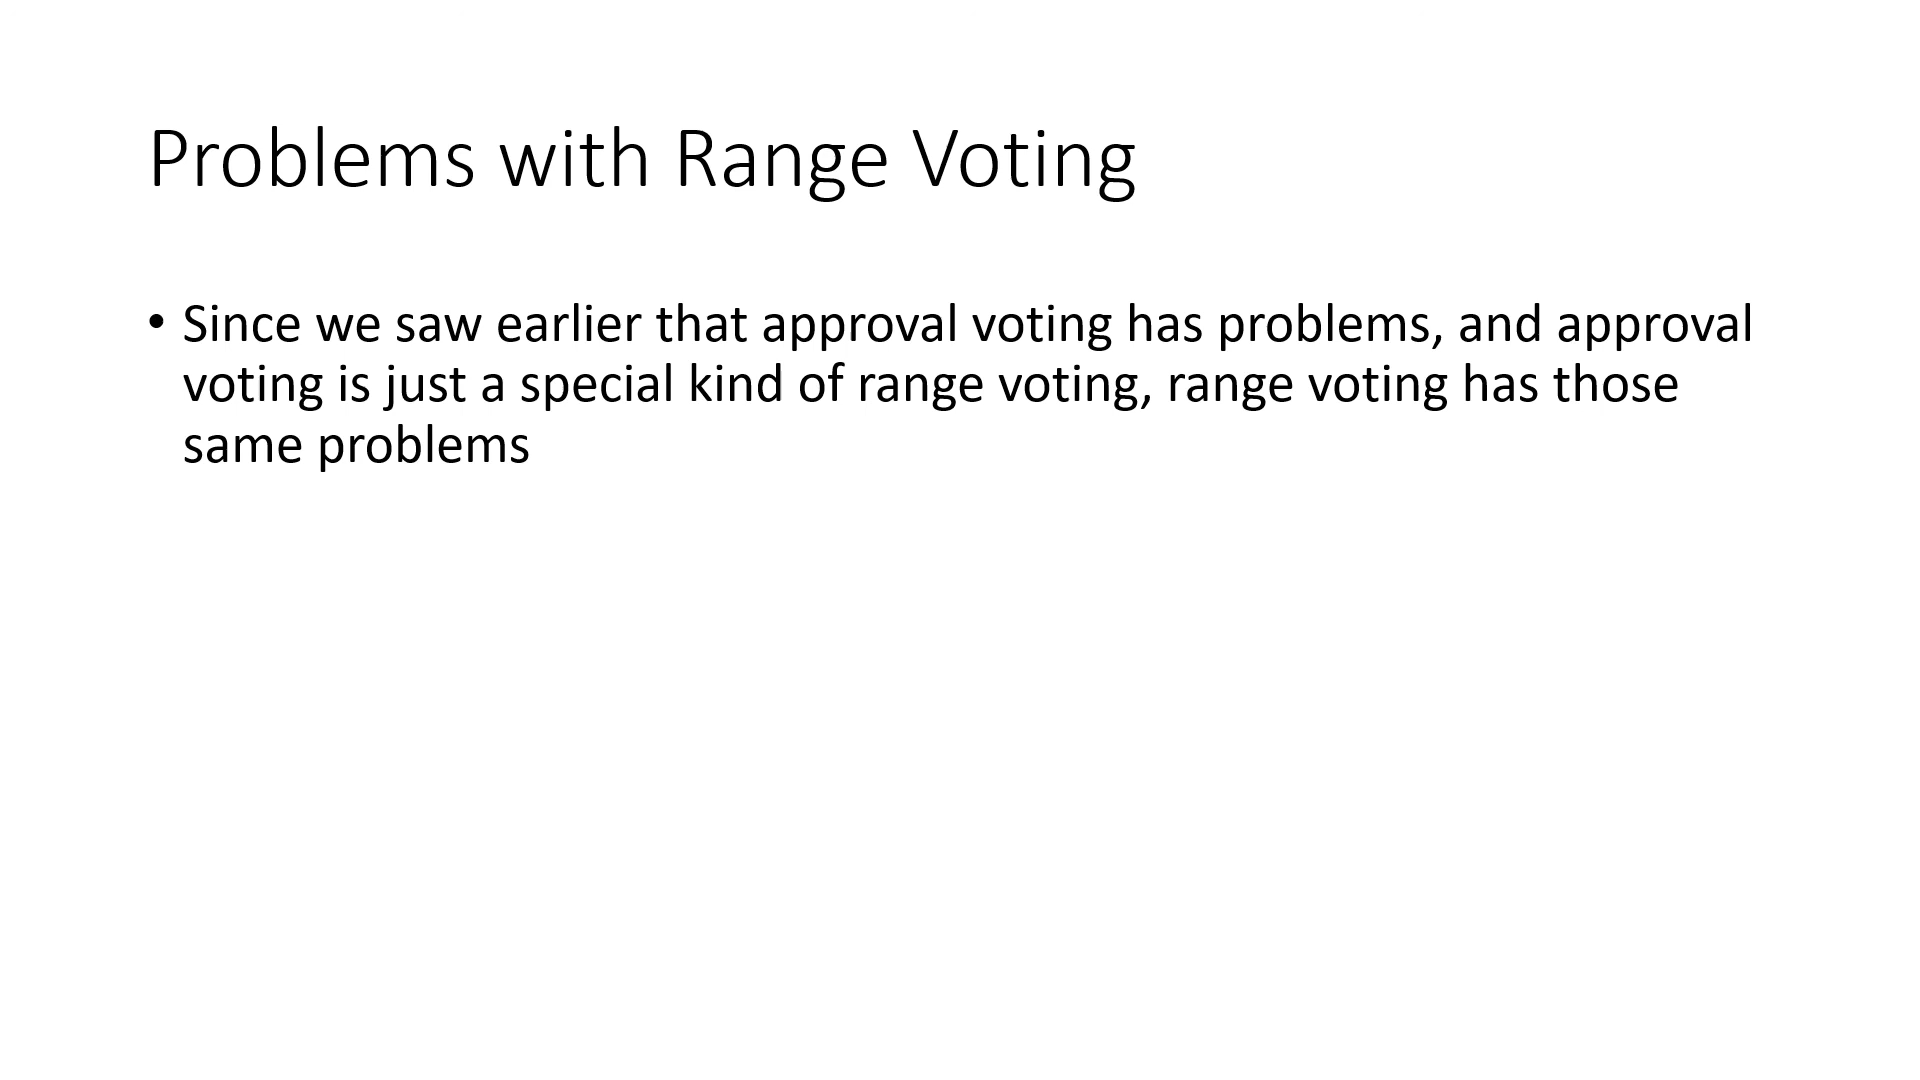 Problems with Range Voting
• Since we saw earlier that approval voting has problems, and approval
voting is just a special kind of range voting, range voting has those
same problems